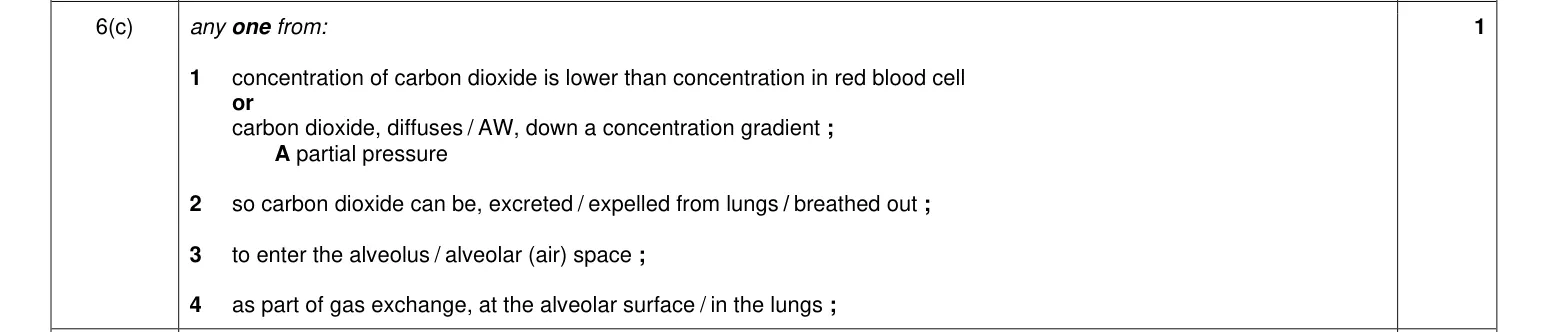 6(c) any one from: 1
1 concentration of carbon dioxide is lower than concentration in red blood cell
or
carbon dioxide, diffuses / AW, down a concentration gradient ;
A partial pressure
2 so carbon dioxide can be, excreted / expelled from lungs / breathed out ;
3 to enter the alveolus / alveolar (air) space ;
4 as part of gas exchange, at the alveolar surface / in the lungs ;